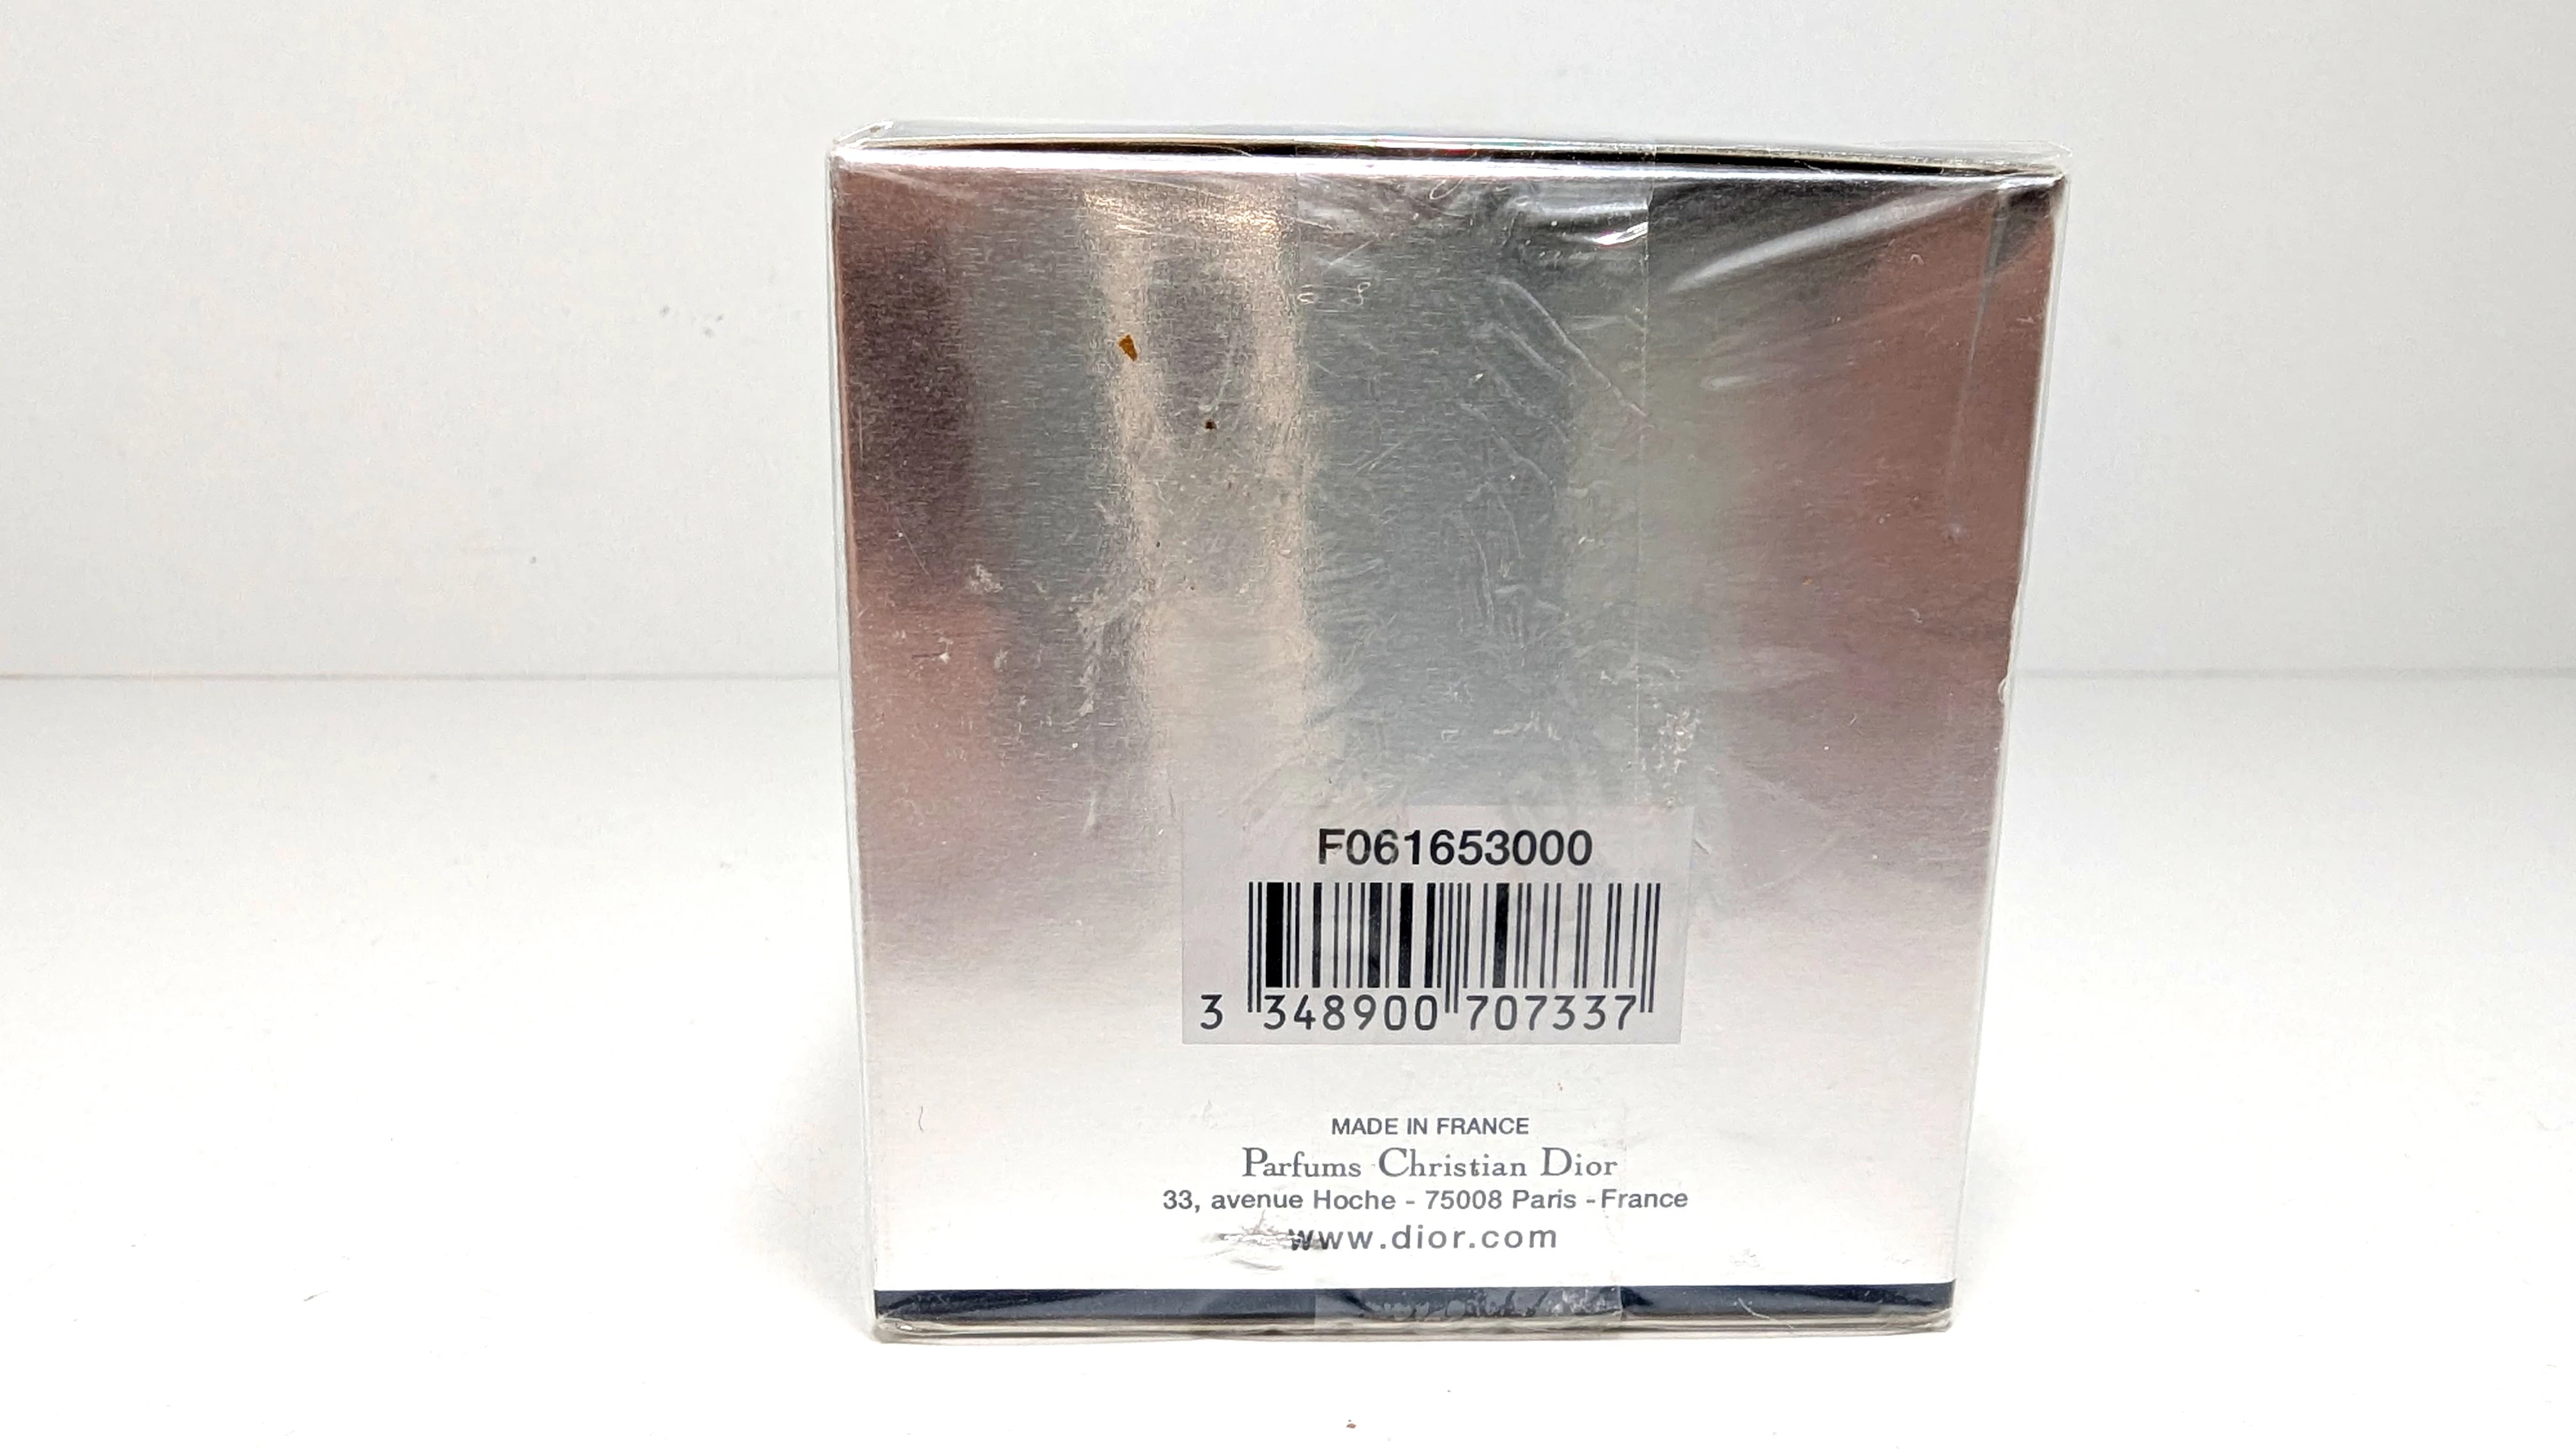 F061653000
3 348900 707337
MADE IN FRANCE
Parfums Christian Dior
33, avenue Hoche - 75008 Paris - France
www.dior.com